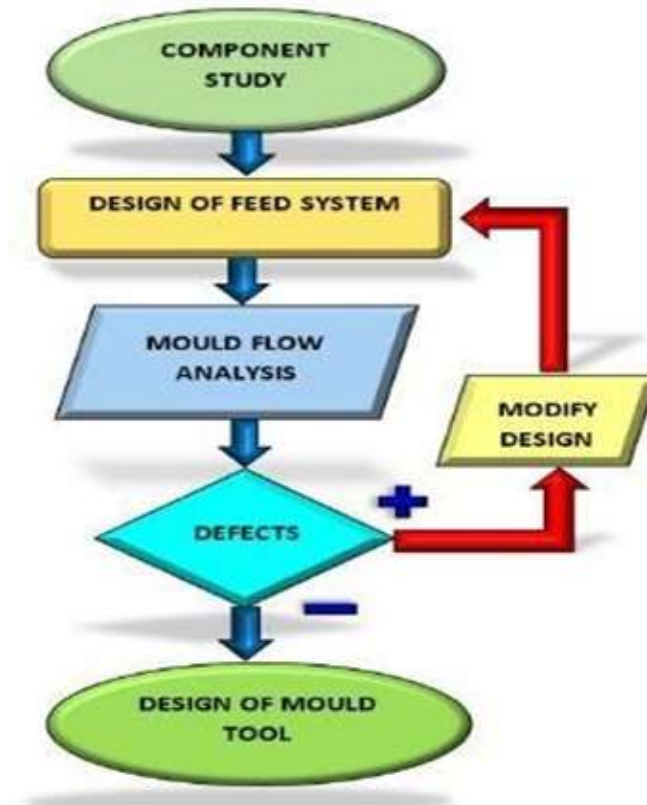 COMPONENT
STUDY
DESIGN OF FEED SYSTEM
MOULD FLOW
ANALYSIS
MODIFY
DESIGN
+
DEFECTS
−
DESIGN OF MOULD
TOOL